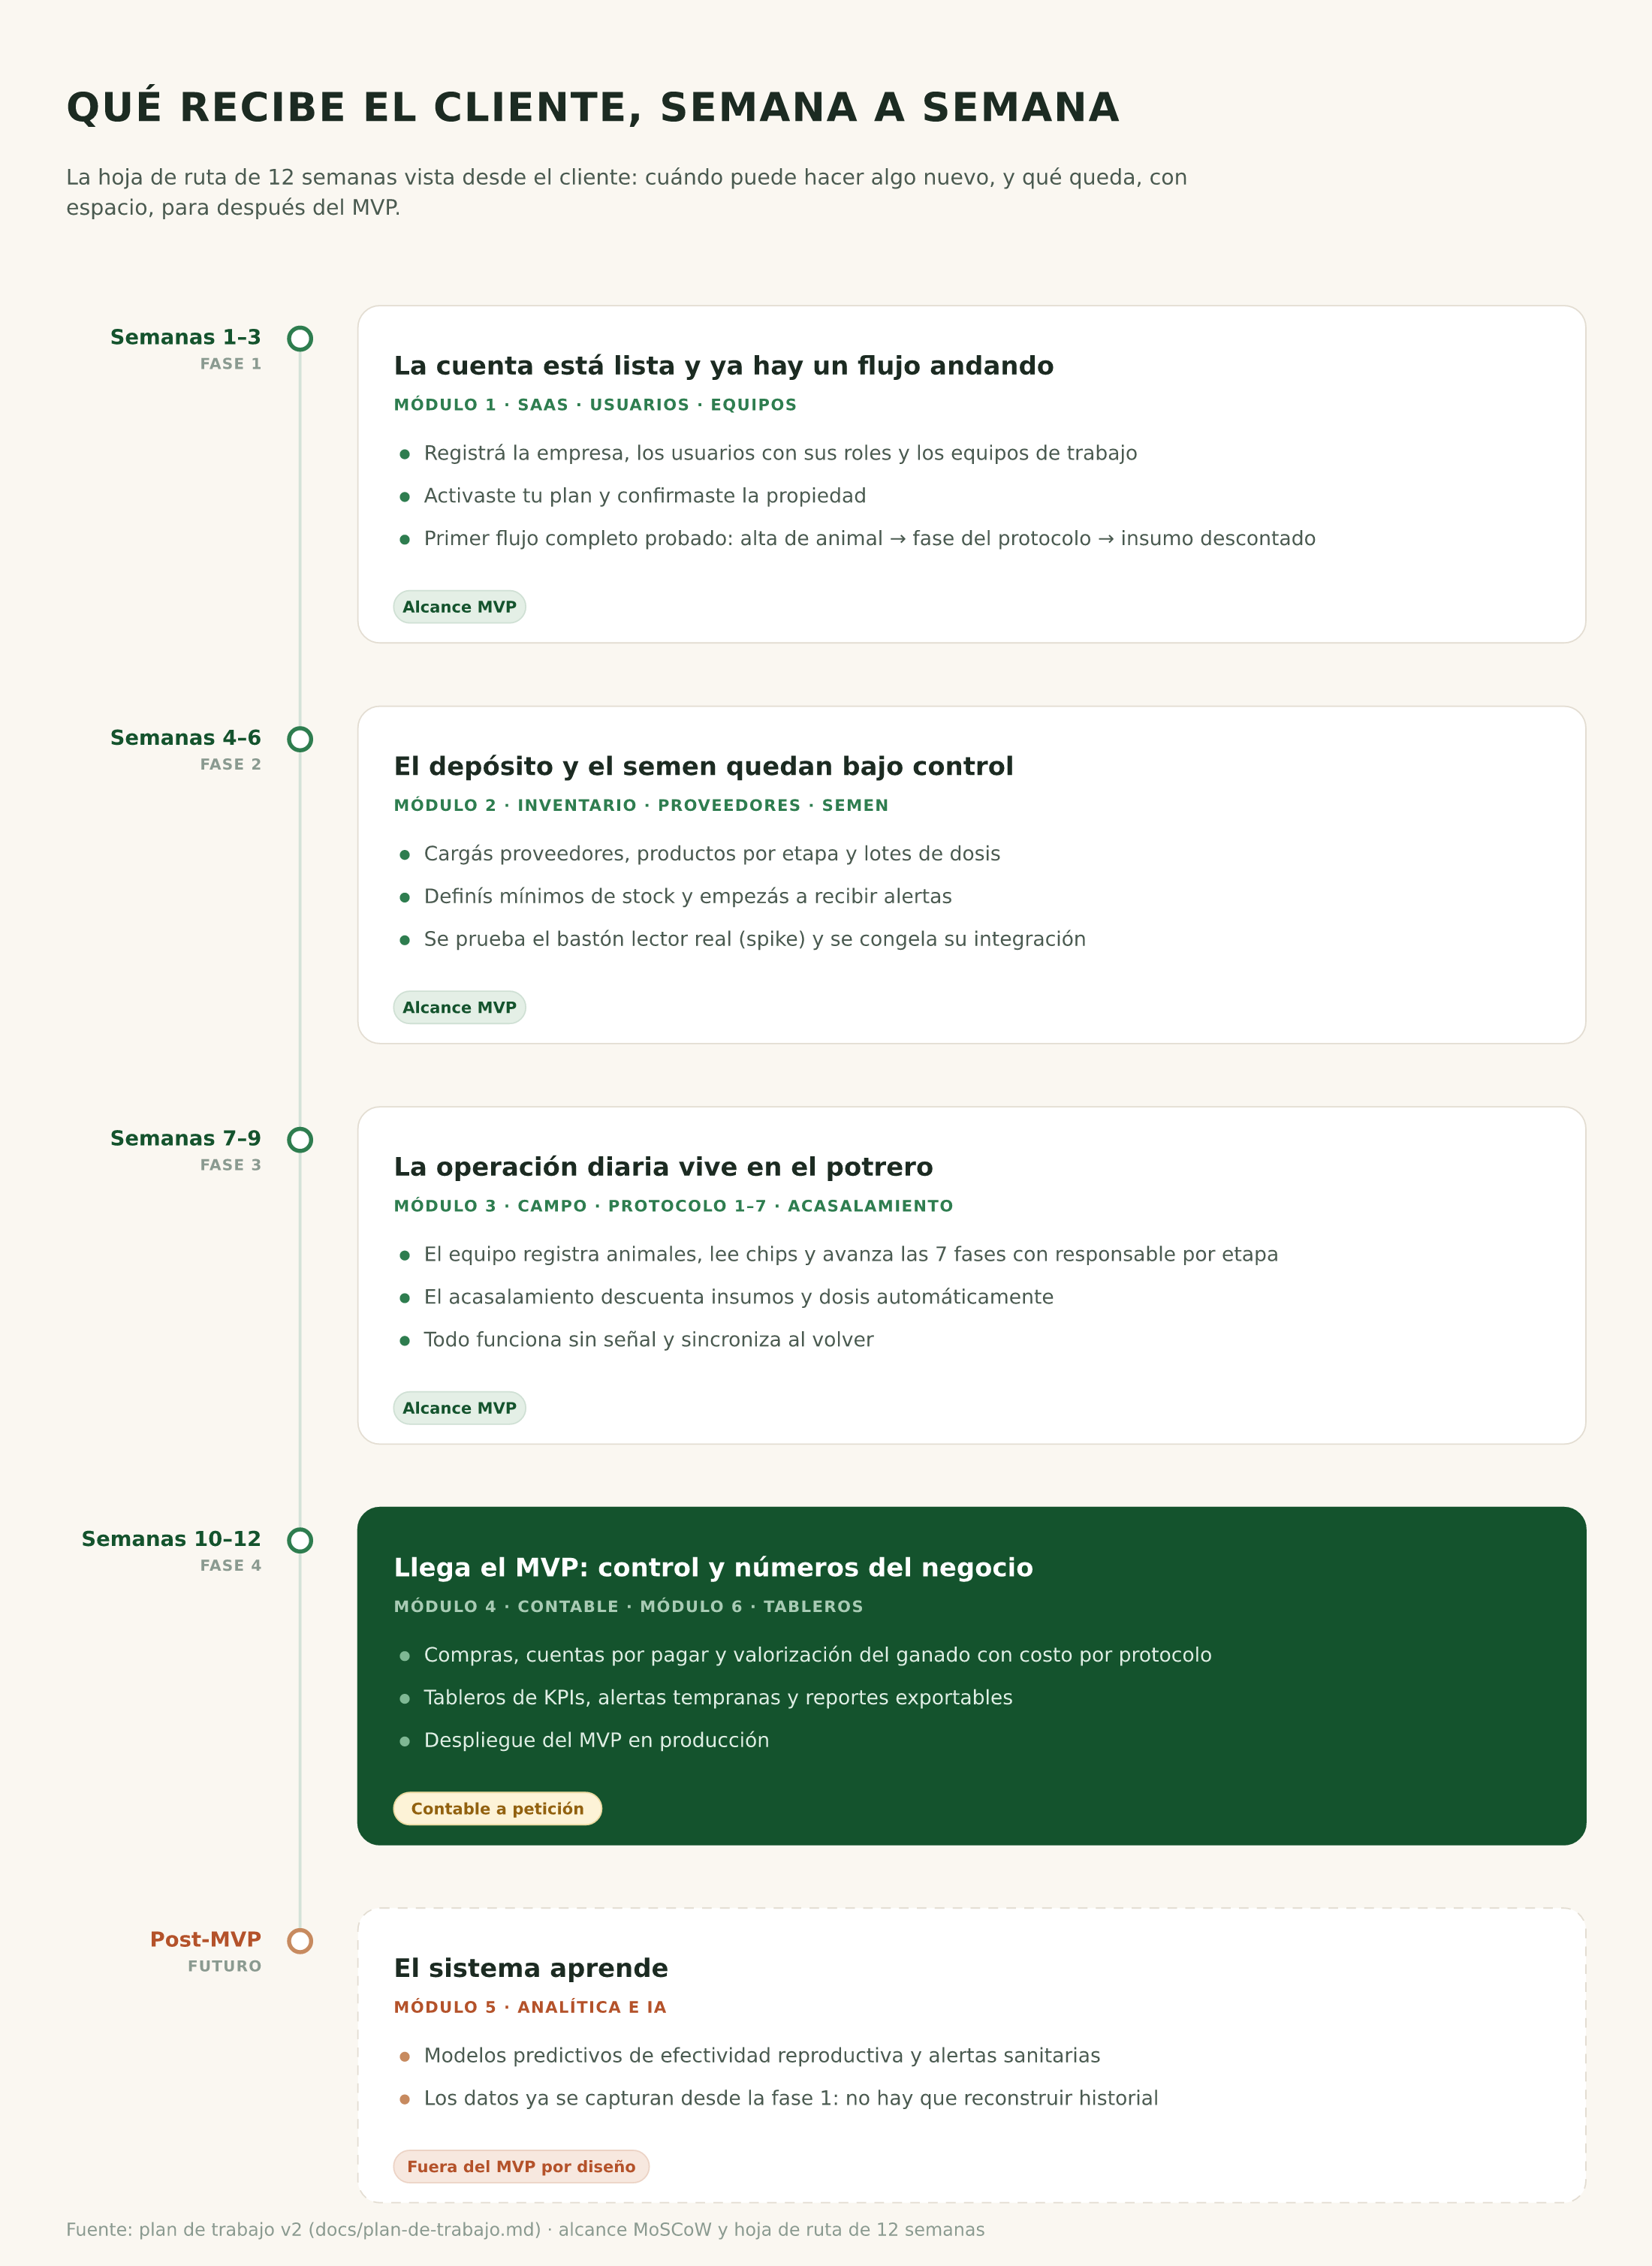 QUÉ RECIBE EL CLIENTE, SEMANA A SEMANA
La hoja de ruta de 12 semanas vista desde el cliente: cuándo puede hacer algo nuevo, y qué queda, con
espacio, para después del MVP.
Semanas 1–3
FASE 1
La cuenta está lista y ya hay un flujo andando
MÓDULO 1 · SAAS · USUARIOS · EQUIPOS
Registrá la empresa, los usuarios con sus roles y los equipos de trabajo
Activaste tu plan y confirmaste la propiedad
Primer flujo completo probado: alta de animal → fase del protocolo → insumo descontado
Alcance MVP
Semanas 4–6
FASE 2
El depósito y el semen quedan bajo control
MÓDULO 2 · INVENTARIO · PROVEEDORES · SEMEN
Cargás proveedores, productos por etapa y lotes de dosis
Definís mínimos de stock y empezás a recibir alertas
Se prueba el bastón lector real (spike) y se congela su integración
Alcance MVP
Semanas 7–9
FASE 3
La operación diaria vive en el potrero
MÓDULO 3 · CAMPO · PROTOCOLO 1–7 · ACASALAMIENTO
El equipo registra animales, lee chips y avanza las 7 fases con responsable por etapa
El acasalamiento descuenta insumos y dosis automáticamente
Todo funciona sin señal y sincroniza al volver
Alcance MVP
Semanas 10–12
FASE 4
Llega el MVP: control y números del negocio
MÓDULO 4 · CONTABLE · MÓDULO 6 · TABLEROS
Compras, cuentas por pagar y valorización del ganado con costo por protocolo
Tableros de KPIs, alertas tempranas y reportes exportables
Despliegue del MVP en producción
Contable a petición
Post-MVP
FUTURO
El sistema aprende
MÓDULO 5 · ANALÍTICA E IA
Modelos predictivos de efectividad reproductiva y alertas sanitarias
Los datos ya se capturan desde la fase 1: no hay que reconstruir historial
Fuera del MVP por diseño
Fuente: plan de trabajo v2 (docs/plan-de-trabajo.md) · alcance MoSCoW y hoja de ruta de 12 semanas